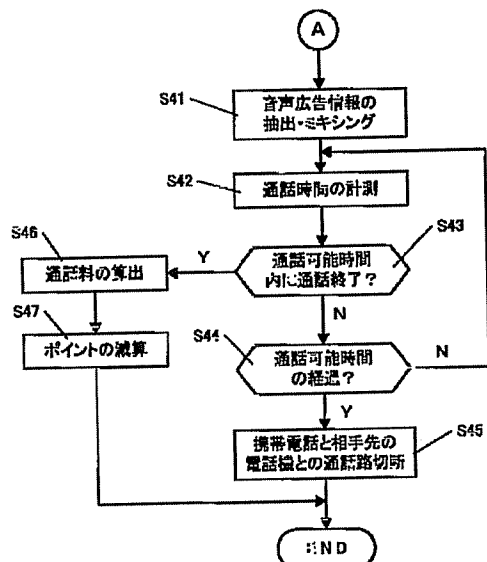 A
S41
音声広告情報の
抽出・ミキシング
S42
通話時間の計測
S43
通話可能時間
内に通話終了?
Y
N
S46
通話料の算出
S47
ポイントの減算
S44
通話可能時間
の経過?
N
Y
S45
携帯電話と相手先の
電話機との通話路切断
END